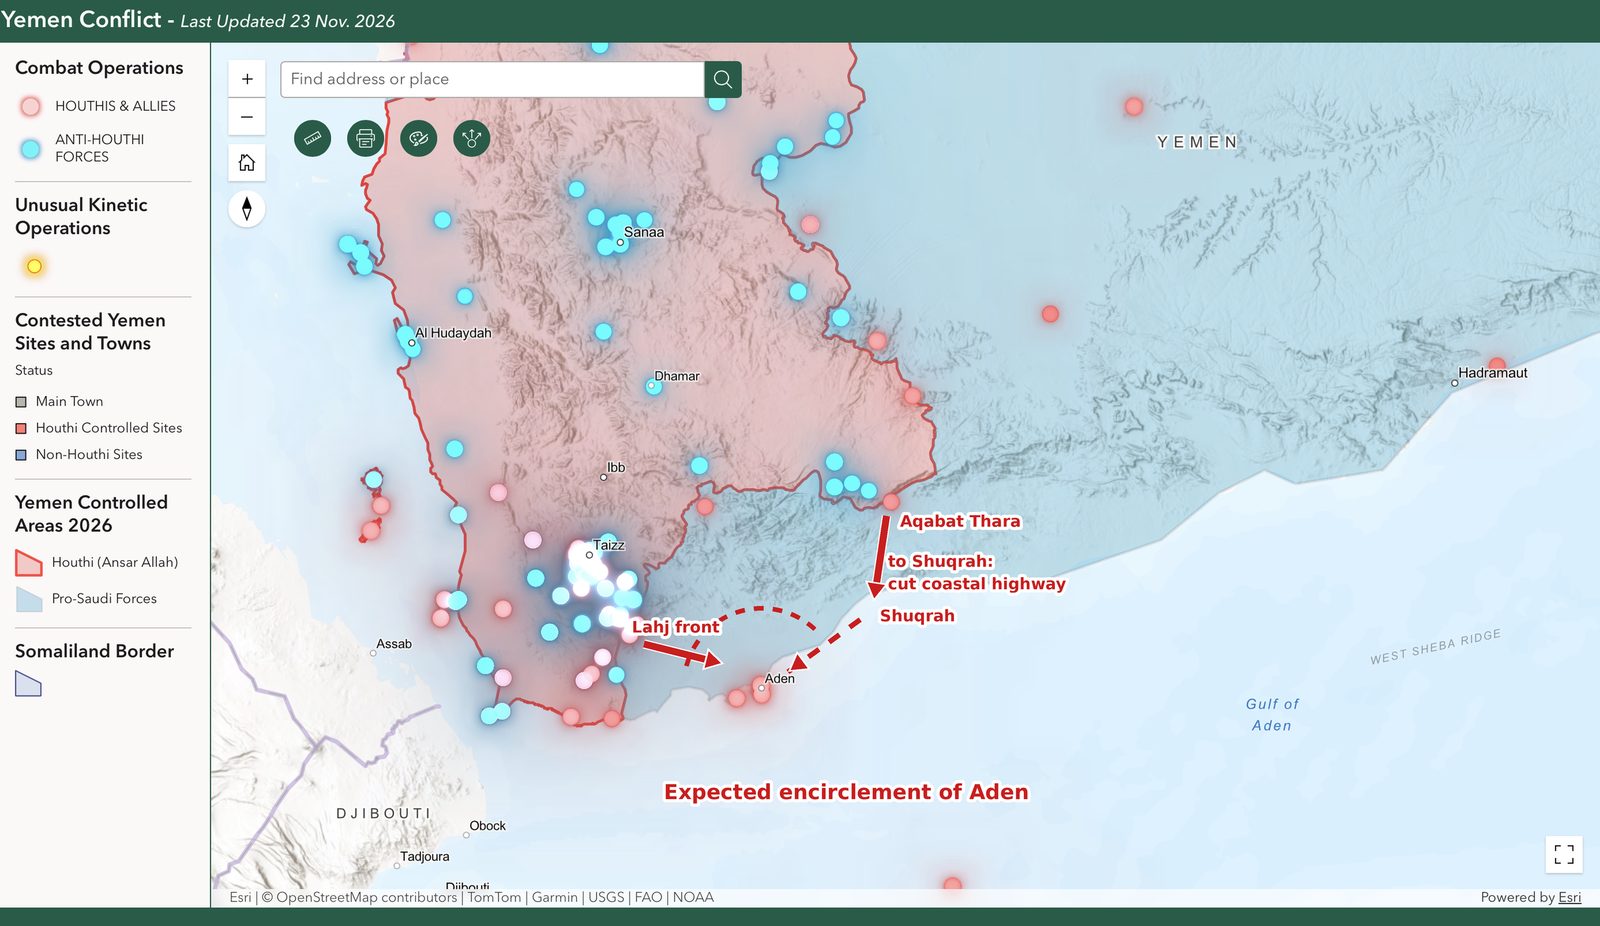 Yemen Conflict - Last Updated 23 Nov. 2026
Combat Operations
HOUTHIS & ALLIES
ANTI-HOUTHI
FORCES
Unusual Kinetic
Operations
Contested Yemen
Sites and Towns
Status
Main Town
Houthi Controlled Sites
Non-Houthi Sites
Yemen Controlled
Areas 2026
Houthi (Ansar Allah)
Pro-Saudi Forces
Somaliland Border
+
Find address or place
−
YEMEN
Sanaa
Al Hudaydah
Dhamar
Hadramaut
Ibb
Aqabat Thara
Taizz
to Shuqrah:
cut coastal highway
Shuqrah
Lahj front
Assab
WEST SHEBA RIDGE
Aden
Gulf of
Aden
Expected encirclement of Aden
DJIBOUTI
Obock
Tadjoura
Djibouti
Esri | © OpenStreetMap contributors | TomTom | Garmin | USGS | FAO | NOAA
Powered by Esri